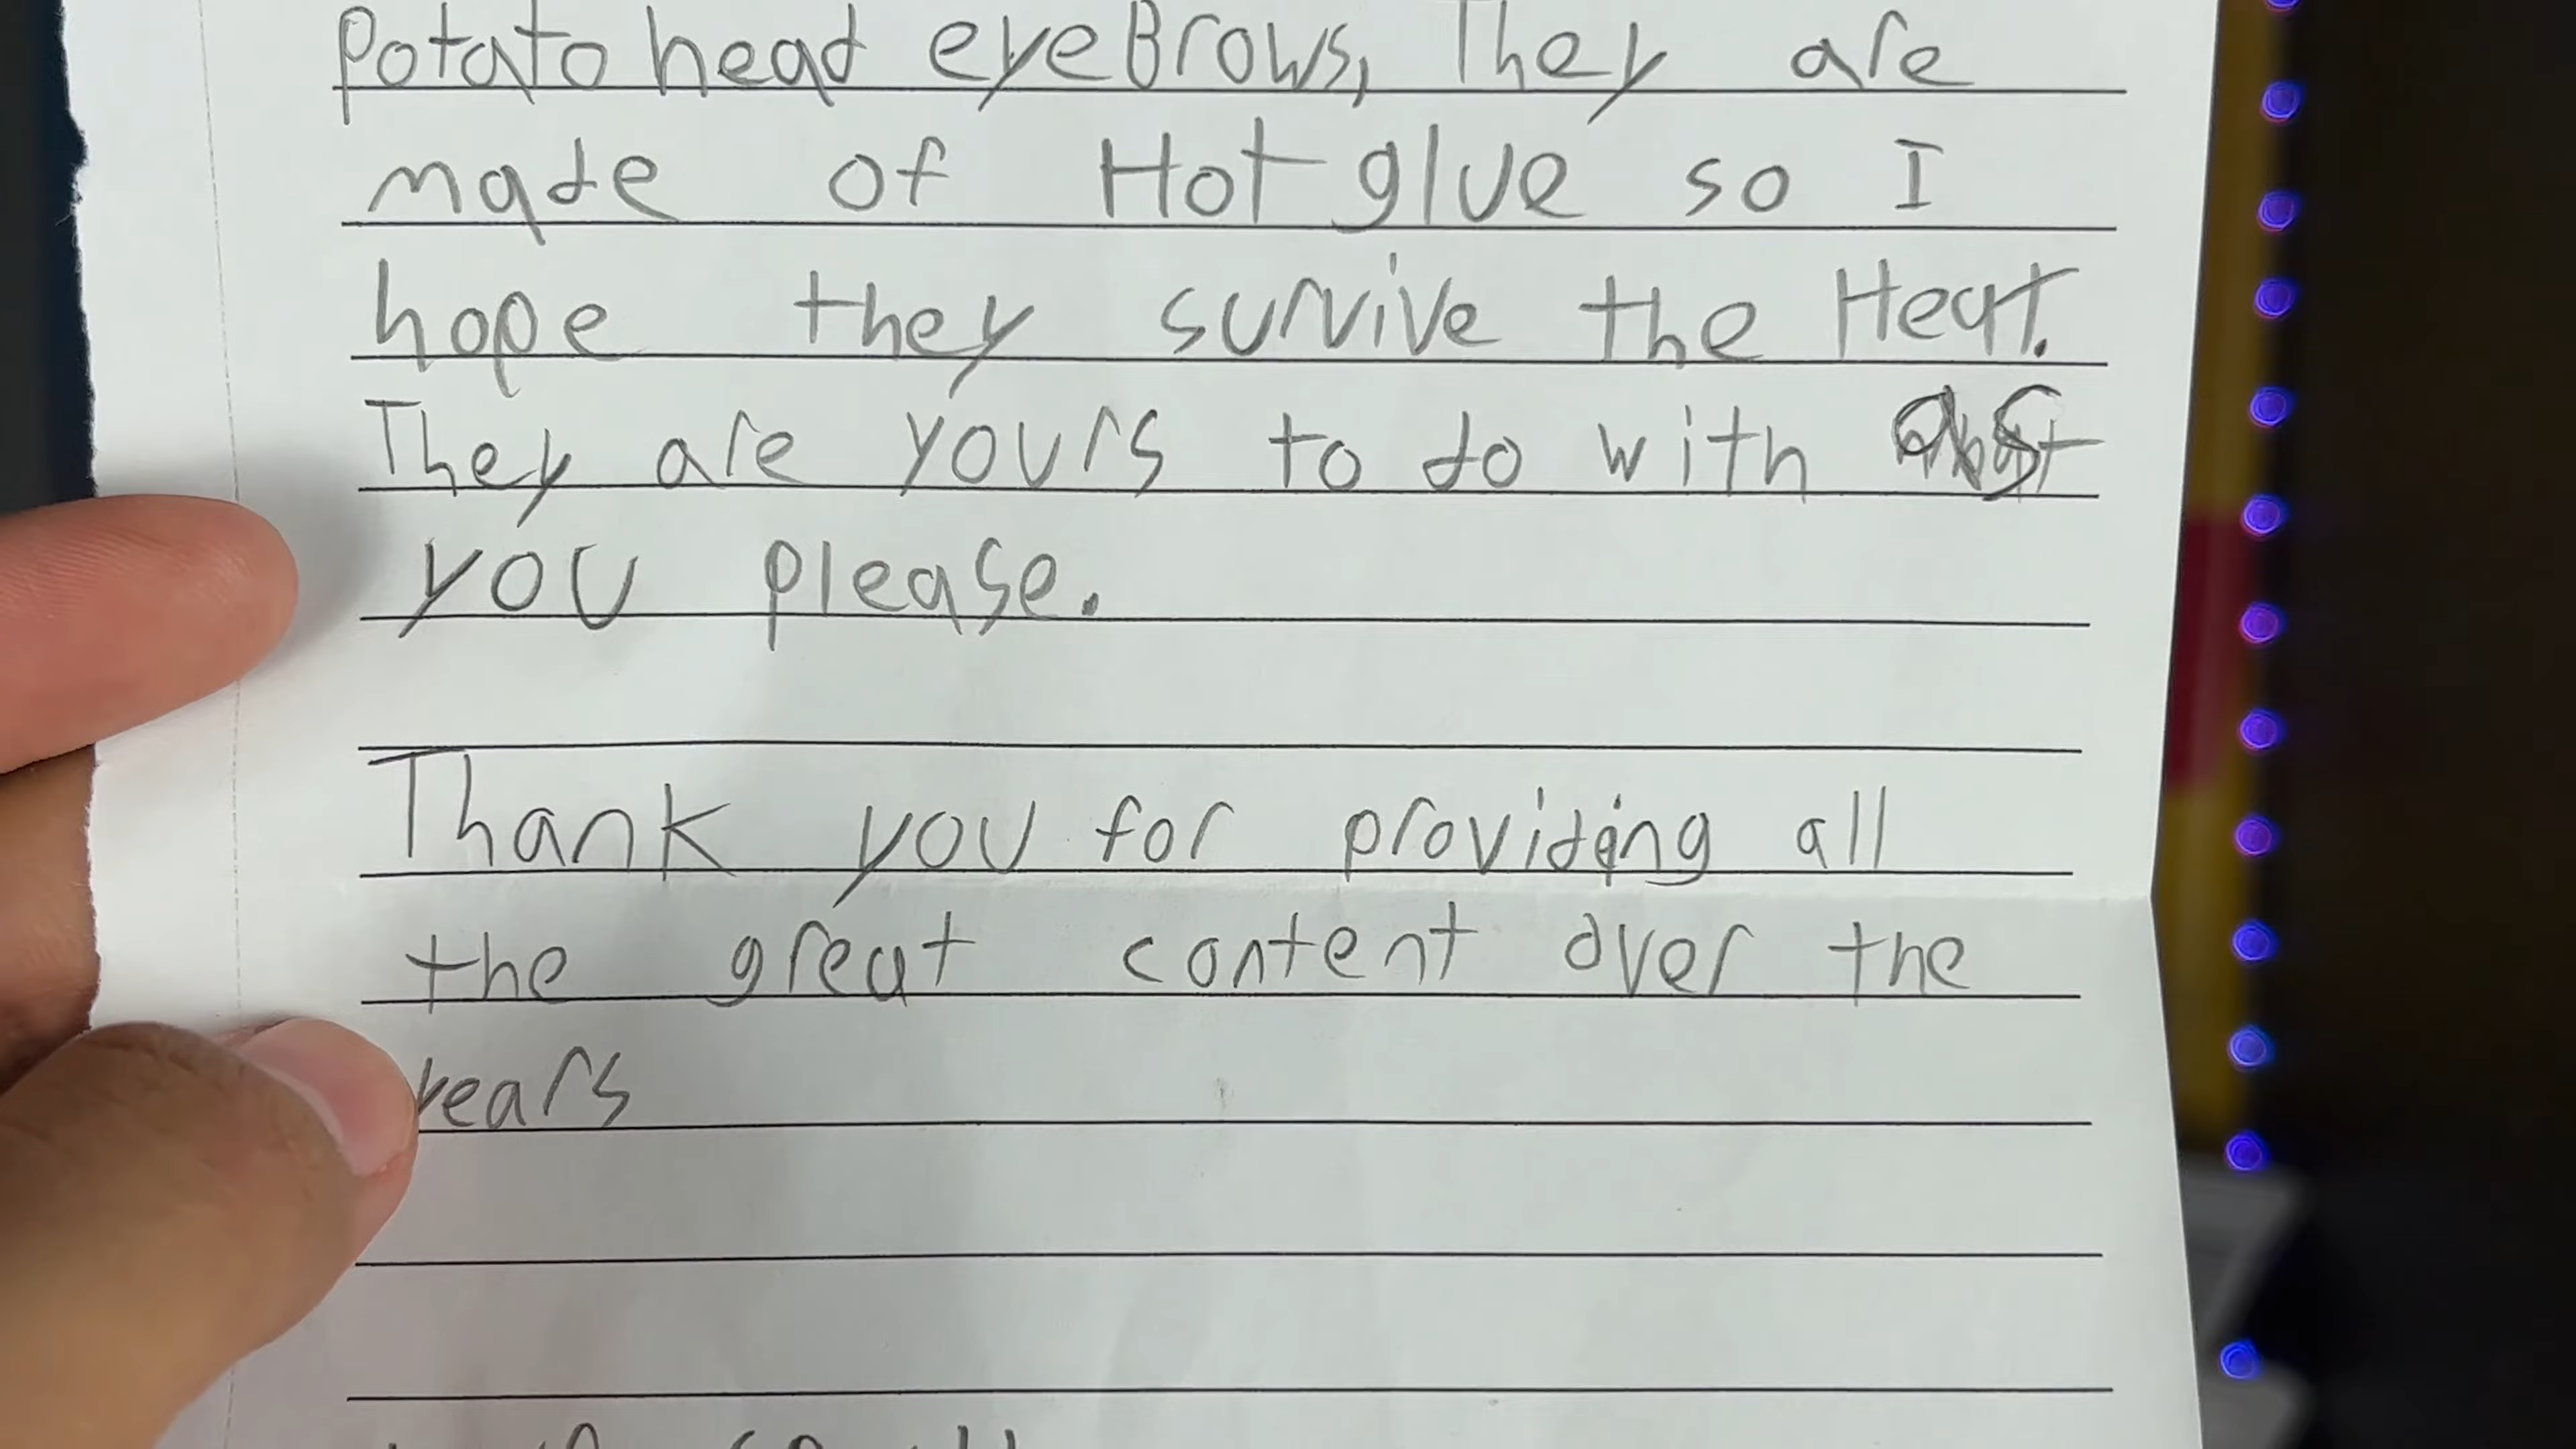 Potato head eyeBrows, They are
made of Hot glue so I
hope they survive the Heat.
They are yours to do with as
you please.
Thank you for providing all
the great content over the
years